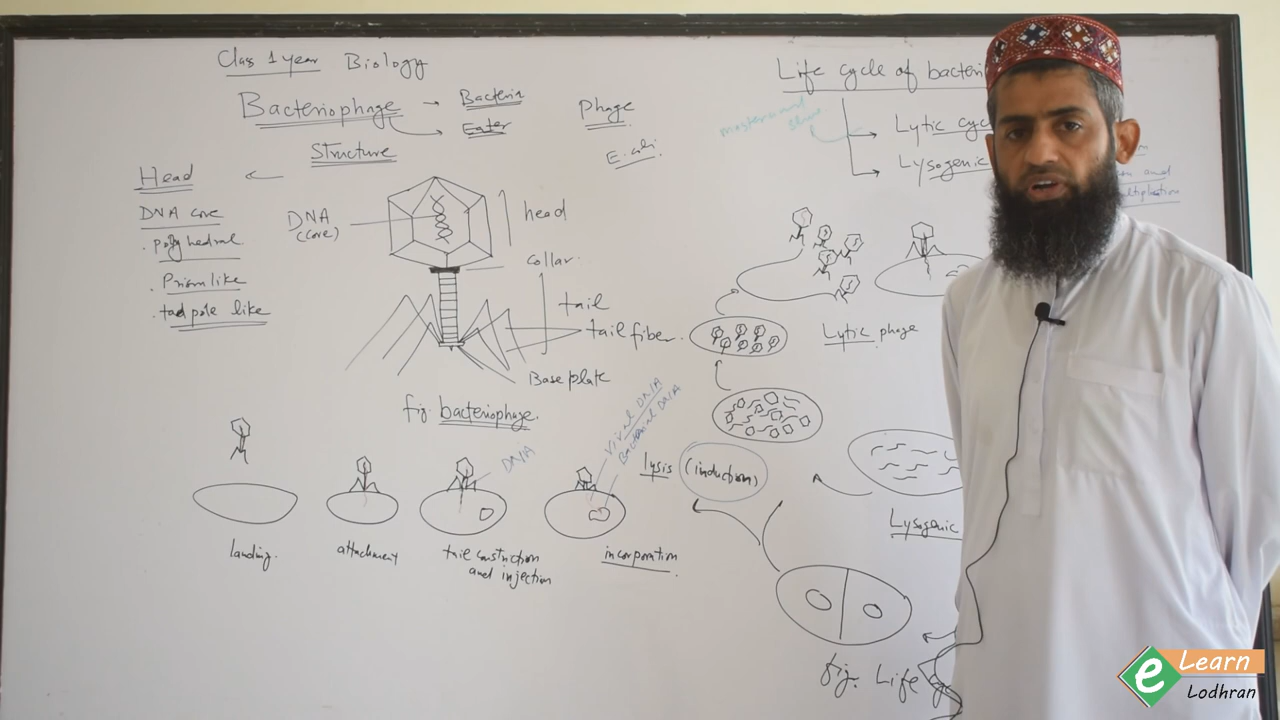 Class 1 year Biology
Bacteriophage → Bacteria
Eater
Phage
E. coli.
Structure
Head
DNA core
. polyhedral
. Prism like
. tadpole like
DNA
(core)
head
collar.
tail
tail fiber.
Base plate
fig. bacteriophage.
landing.
attachment
tail constriction
and injection
incorporation
DNA
Viral DNA
Bacterial DNA
Life cycle of bacteri
Lytic cyc
Lysogenic
master and
Lytic phage
lysis (induction)
Lysogenic
fig. Life
e Learn
Lodhran